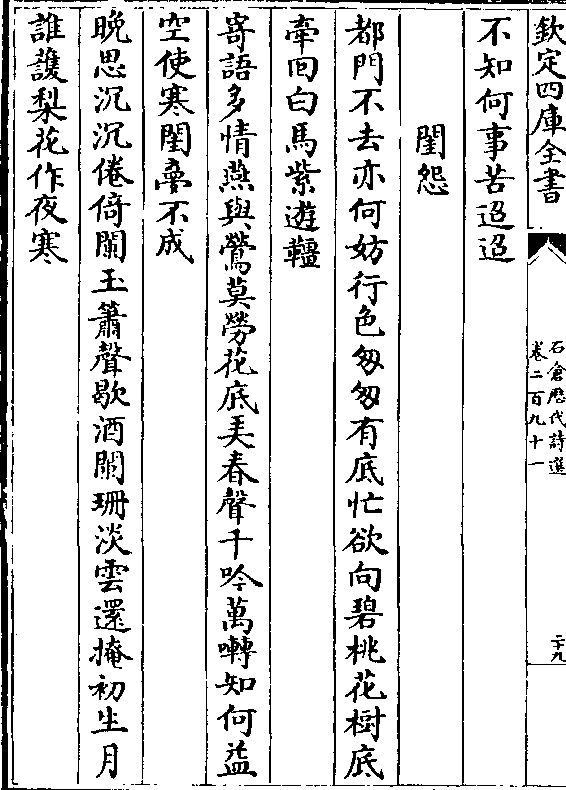 欽定四庫全書
石倉歴代詩選
卷二百九十一
二十九
不知何事苦迢迢
閨怨
都門不去亦何妨行色匆匆有底忙欲向碧桃花樹底
牽回白馬紫遊韁
寄語多情燕與鶯莫勞花底弄春聲千吟萬囀知何益
空使寒閨夢不成
晩思沉沉倦倚闌玉簫聲歇酒闌珊淡雲還掩初生月
誰護梨花作夜寒